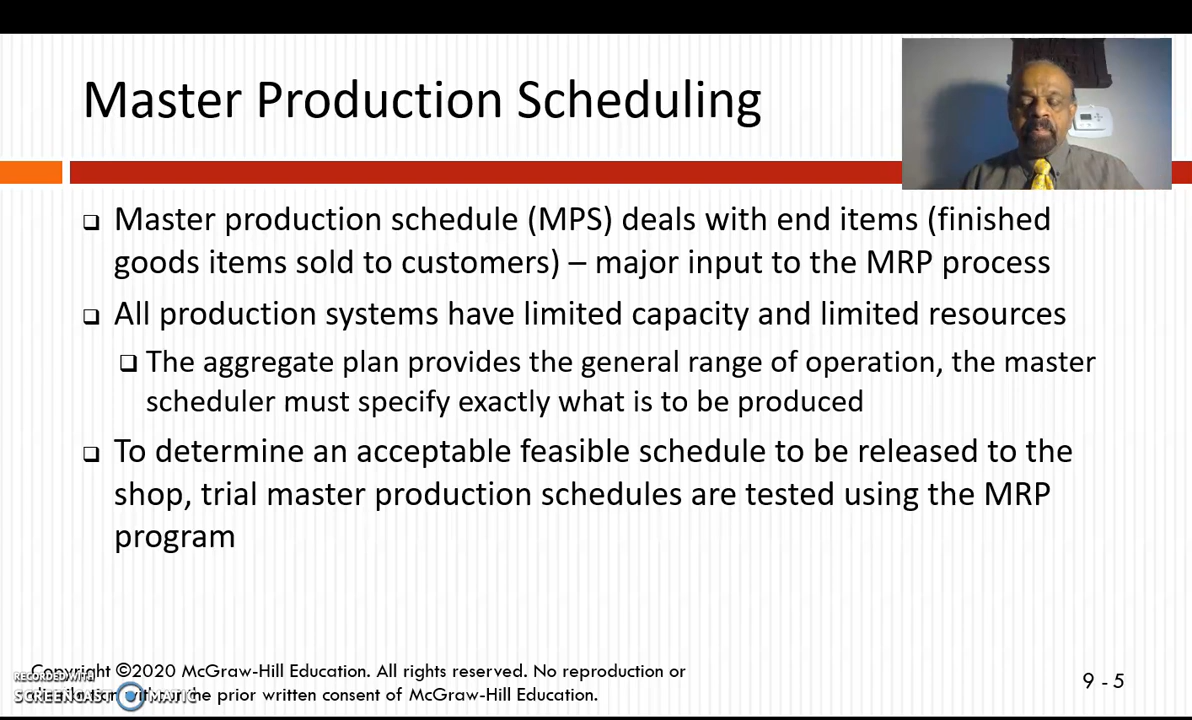 Master Production Scheduling
❑ Master production schedule (MPS) deals with end items (finished
goods items sold to customers) – major input to the MRP process
❑ All production systems have limited capacity and limited resources
❑ The aggregate plan provides the general range of operation, the master
scheduler must specify exactly what is to be produced
❑ To determine an acceptable feasible schedule to be released to the
shop, trial master production schedules are tested using the MRP
program
Copyright ©2020 McGraw-Hill Education. All rights reserved. No reproduction or
the prior written consent of McGraw-Hill Education.
9 - 5
RECORDED WITH
SCREENCAST MATIC